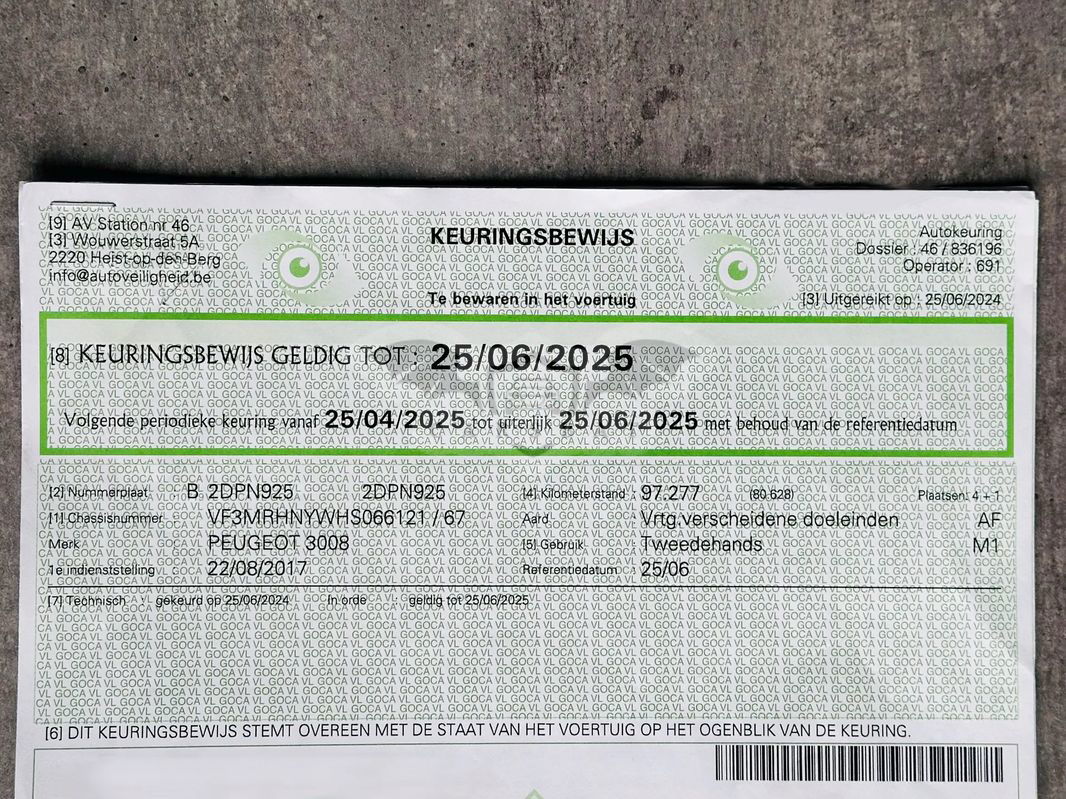 [9] AV Station nr 46
[3] Wouwerstraat 5A
2220 Heist-op-den-Berg
info@autoveiligheid.be
KEURINGSBEWIJS
Te bewaren in het voertuig
Autokeuring
Dossier : 46 / 836196
Operator : 691
[3] Uitgereikt op : 25/06/2024
[8] KEURINGSBEWIJS GELDIG TOT : 25/06/2025
Volgende periodieke keuring vanaf 25/04/2025 tot uiterlijk 25/06/2025 met behoud van de referentiedatum
[2] Nummerplaat : B 2DPN925 2DPN925 [4] Kilometerstand : 97.277 (80.628) Plaatsen: 4 + 1
[1] Chassisnummer : VF3MRHNYWHS066121 / 67 Aard : Vrtg.verscheidene doeleinden AF
Merk : PEUGEOT 3008 [5] Gebruik : Tweedehands M1
1e indienststelling : 22/08/2017 Referentiedatum : 25/06
[7] Technisch gekeurd op 25/06/2024 In orde geldig tot 25/06/2025
[6] DIT KEURINGSBEWIJS STEMT OVEREEN MET DE STAAT VAN HET VOERTUIG OP HET OGENBLIK VAN DE KEURING.